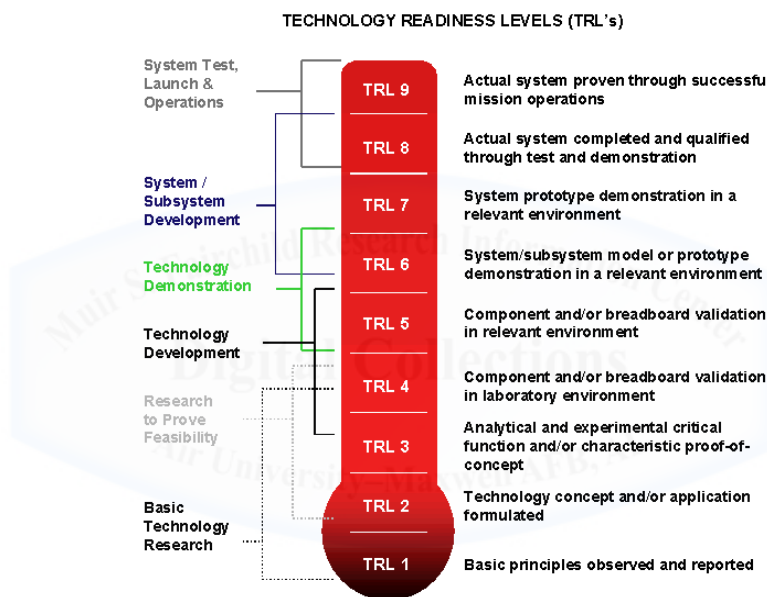 TECHNOLOGY READINESS LEVELS (TRL's)
System Test,
Launch &
Operations
System /
Subsystem
Development
Technology
Demonstration
Technology
Development
Research
to Prove
Feasibility
Basic
Technology
Research
TRL 9
Actual system proven through successfu
mission operations
TRL 8
Actual system completed and qualified
through test and demonstration
TRL 7
System prototype demonstration in a
relevant environment
TRL 6
System/subsystem model or prototype
demonstration in a relevant environment
TRL 5
Component and/or breadboard validation
in relevant environment
TRL 4
Component and/or breadboard validation
in laboratory environment
TRL 3
Analytical and experimental critical
function and/or characteristic proof-of-
concept
TRL 2
Technology concept and/or application
formulated
TRL 1
Basic principles observed and reported
Digital Collections